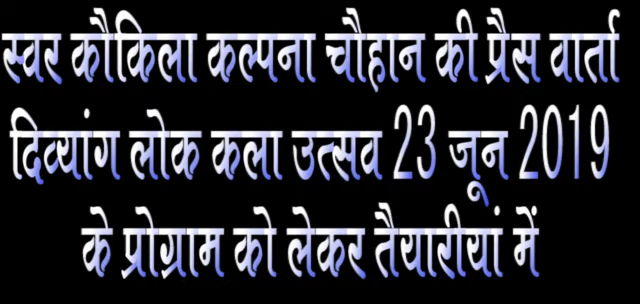 स्वर कौकिला कल्पना चौहान की प्रैस वार्ता
दिव्यांग लोक कला उत्सव 23 जून 2019
के प्रोग्राम को लेकर तैयारीयां में